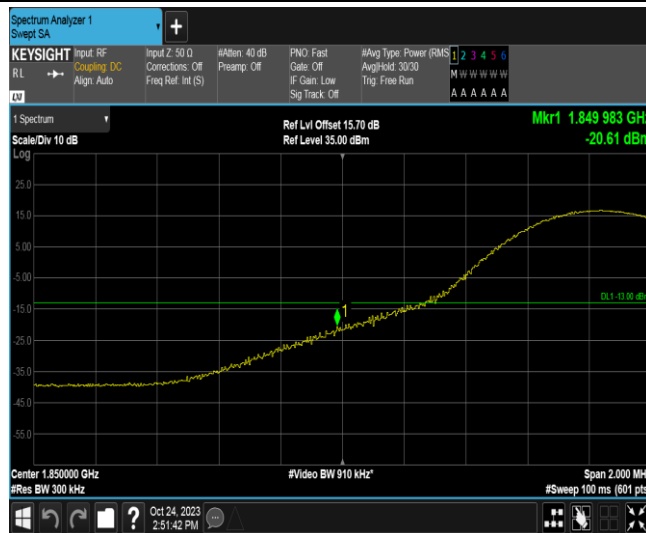 Spectrum Analyzer 1
Swept SA
KEYSIGHT
RL
LXI
Input: RF
Coupling: DC
Align: Auto
Input Z: 50 Ω
Corrections: Off
Freq Ref: Int (S)
#Atten: 40 dB
Preamp: Off
PNO: Fast
Gate: Off
IF Gain: Low
Sig Track: Off
#Avg Type: Power (RMS
Avg|Hold: 30/30
Trig: Free Run
1 2 3 4 5 6
M W W W W W
A A A A A A
1 Spectrum
Scale/Div 10 dB
Log
Ref Lvl Offset 15.70 dB
Ref Level 35.00 dBm
Mkr1 1.849 983 GHz
-20.61 dBm
25.0
15.0
5.00
-5.00
DL1 -13.00 dBm
-15.0
1
-25.0
-35.0
-45.0
-55.0
Center 1.850000 GHz
#Res BW 300 kHz
#Video BW 910 kHz*
Span 2.000 MH
#Sweep 100 ms (601 pts
Oct 24, 2023
2:51:42 PM